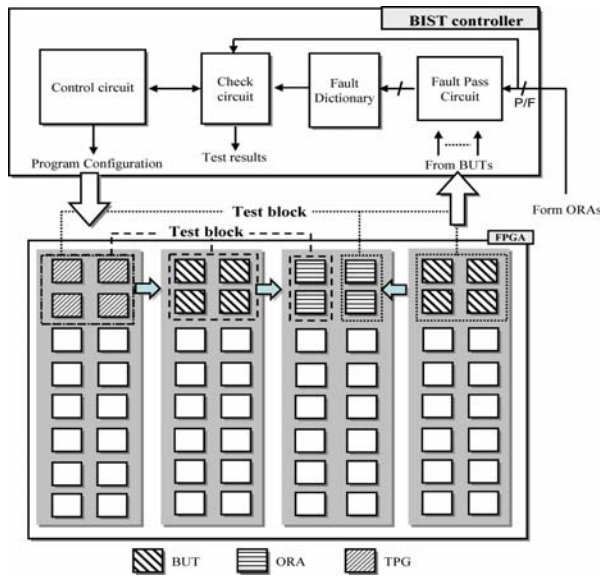 BIST controller
Control circuit
Check
circuit
Fault
Dictionary
Fault Pass
Circuit
P/F
Program Configuration
Test results
From BUTs
Form ORAs
Test block
Test block
FPGA
BUT
ORA
TPG